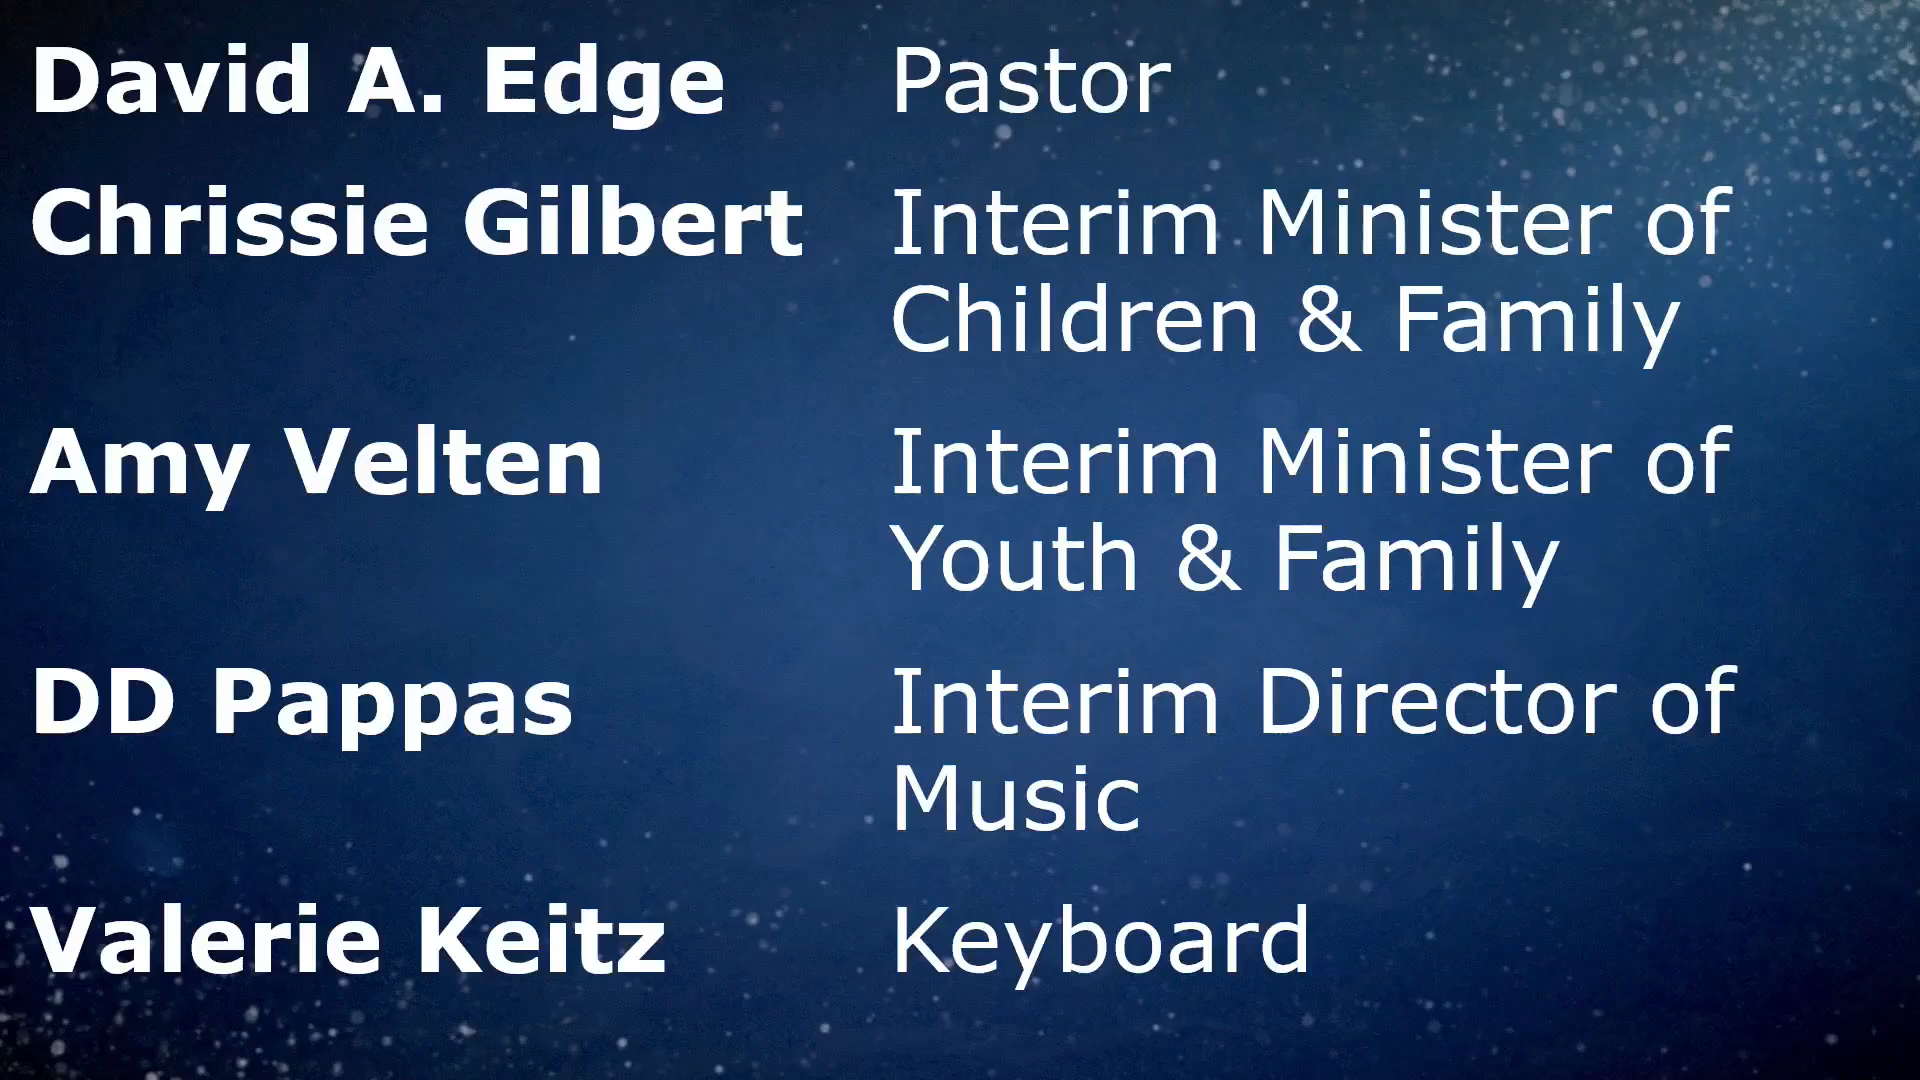 David A. Edge Pastor
Chrissie Gilbert Interim Minister of
Children & Family
Amy Velten Interim Minister of
Youth & Family
DD Pappas Interim Director of
Music
Valerie Keitz Keyboard